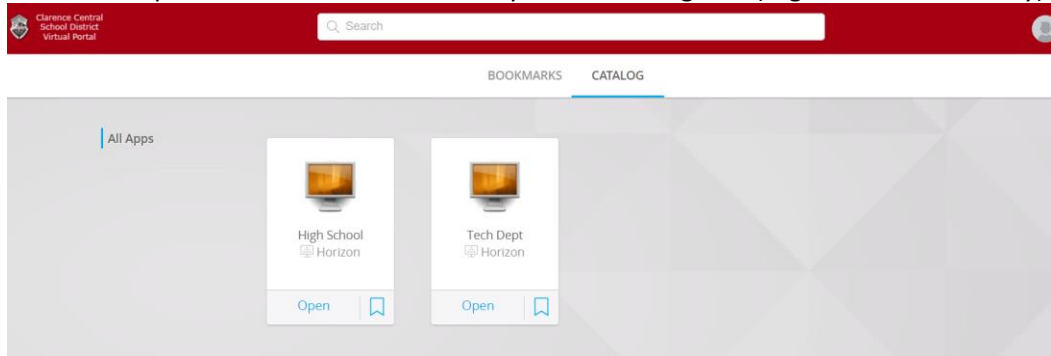 Clarence Central
School District
Virtual Portal
Search
BOOKMARKS CATALOG
All Apps
High School
Horizon
Open
Tech Dept
Horizon
Open